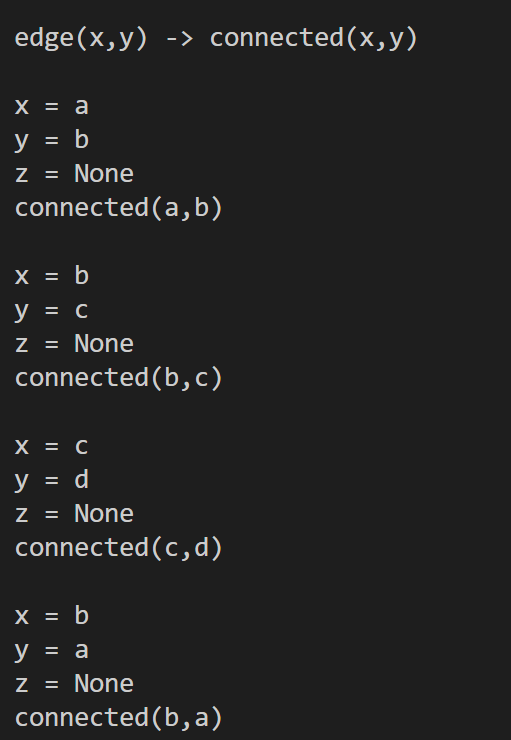 edge(x,y) -> connected(x,y)
x = a
y = b
z = None
connected(a,b)
x = b
y = c
z = None
connected(b,c)
x = c
y = d
z = None
connected(c,d)
x = b
y = a
z = None
connected(b,a)